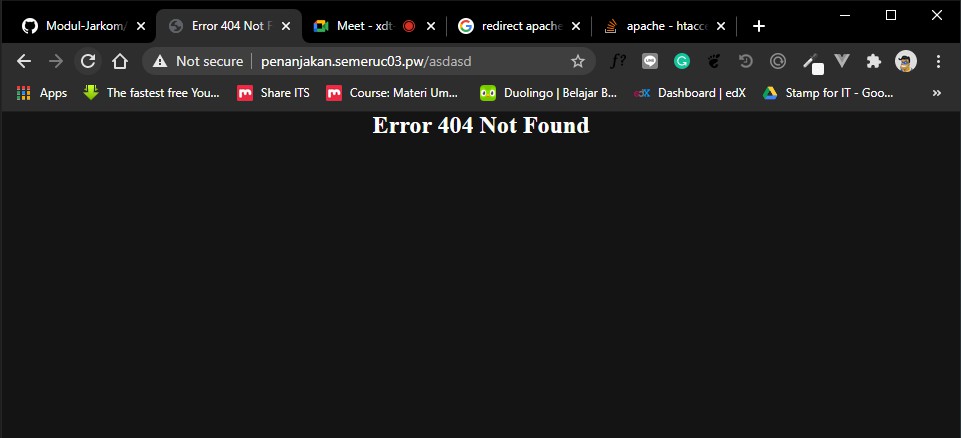 Modul-Jarkom/
Error 404 Not F
Meet - xdt-
redirect apache
apache - htacce
Not secure
penanjakan.semeruc03.pw/asdasd
f?
Apps
The fastest free You...
Share ITS
Course: Materi Um...
Duolingo | Belajar B...
edX
Dashboard | edX
Stamp for IT - Goo...
Error 404 Not Found